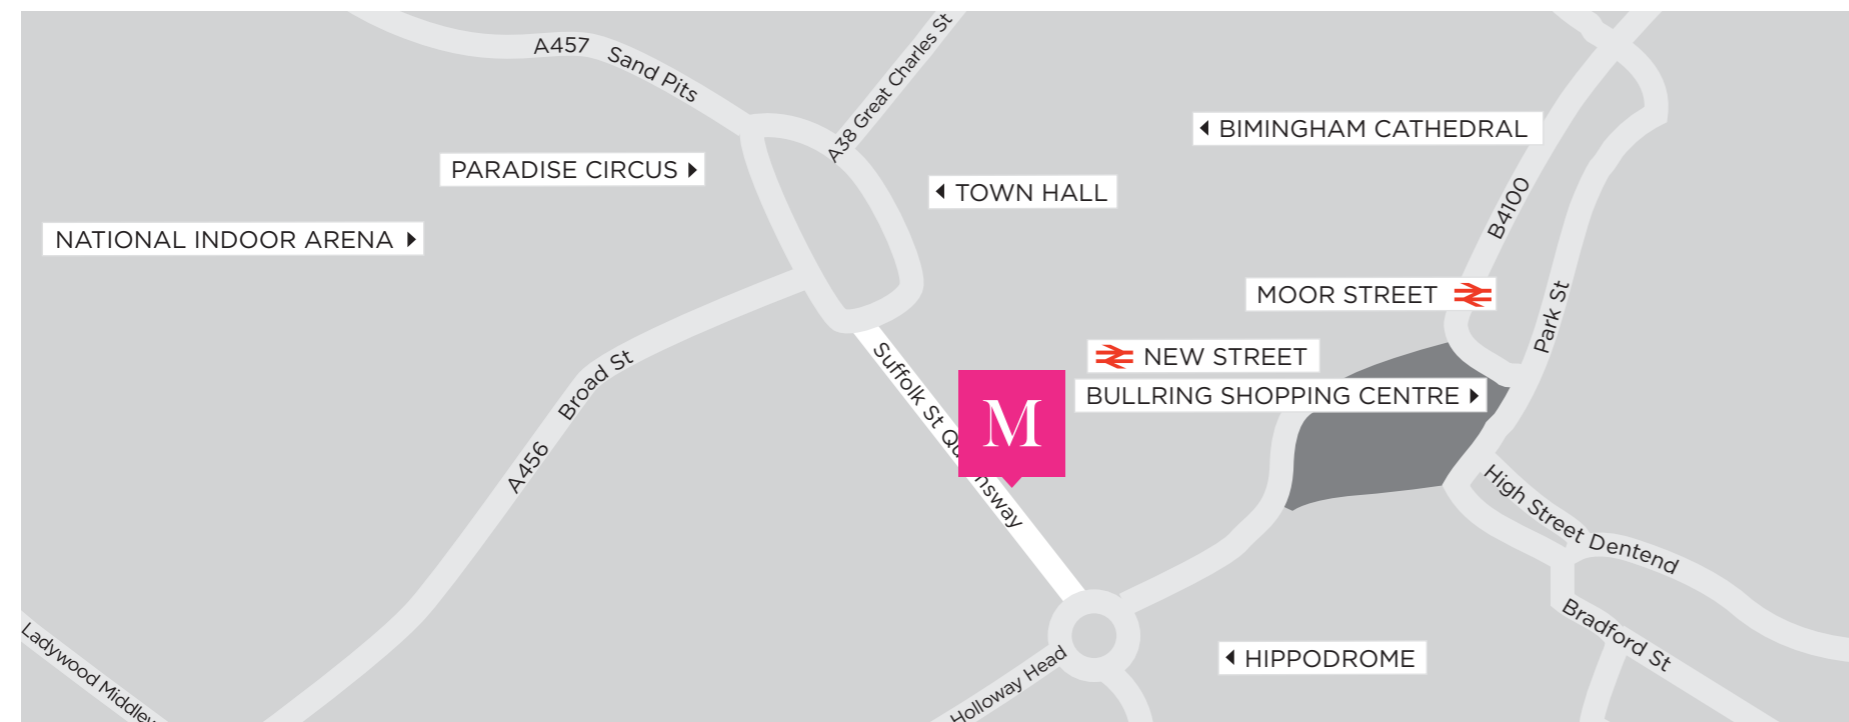 A457 Sand Pits
A38 Great Charles St
BIMINGHAM CATHEDRAL
PARADISE CIRCUS
TOWN HALL
NATIONAL INDOOR ARENA
B4100
MOOR STREET
Park St
NEW STREET
Suffolk St Qu nsway
BULLRING SHOPPING CENTRE
M
A456 Broad St
High Street Dentend
Bradford St
HIPPODROME
Holloway Head
Ladywood Middlew